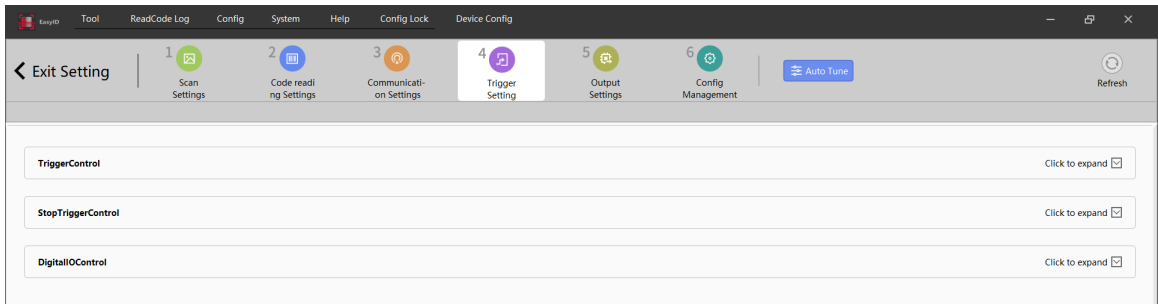 EasyID Tool ReadCode Log Config System Help Config Lock Device Config
Exit Setting
1 Scan
Settings
2 Code readi
ng Settings
3 Communicati-
on Settings
4 Trigger
Setting
5 Output
Settings
6 Config
Management
Auto Tune
Refresh
TriggerControl Click to expand
StopTriggerControl Click to expand
DigitalIOControl Click to expand